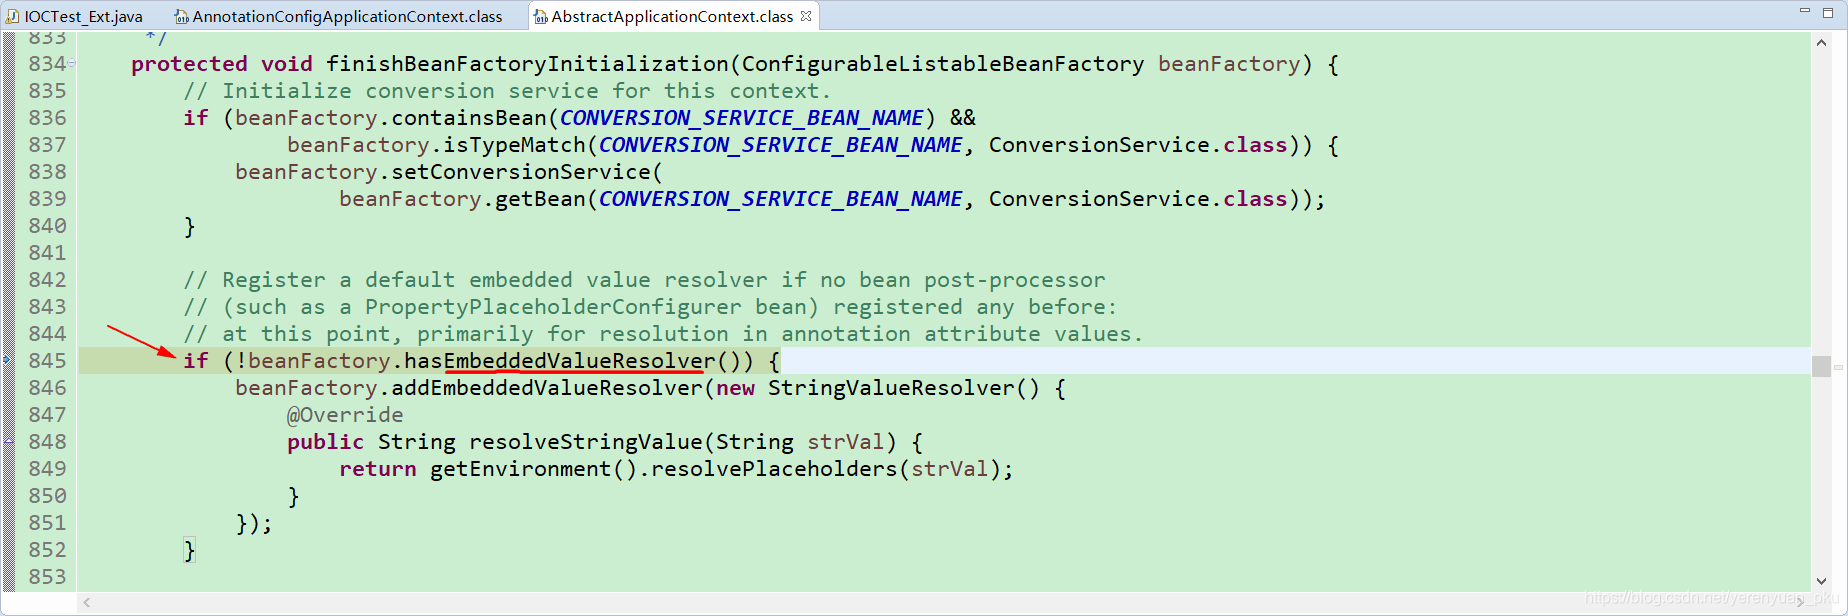 IOCTest_Ext.java AnnotationConfigApplicationContext.class AbstractApplicationContext.class
833 */
834 protected void finishBeanFactoryInitialization(ConfigurableListableBeanFactory beanFactory) {
835 // Initialize conversion service for this context.
836 if (beanFactory.containsBean(CONVERSION_SERVICE_BEAN_NAME) &&
837 beanFactory.isTypeMatch(CONVERSION_SERVICE_BEAN_NAME, ConversionService.class)) {
838 beanFactory.setConversionService(
839 beanFactory.getBean(CONVERSION_SERVICE_BEAN_NAME, ConversionService.class));
840 }
841
842 // Register a default embedded value resolver if no bean post-processor
843 // (such as a PropertyPlaceholderConfigurer bean) registered any before:
844 // at this point, primarily for resolution in annotation attribute values.
845 if (!beanFactory.hasEmbeddedValueResolver()) {
846 beanFactory.addEmbeddedValueResolver(new StringValueResolver() {
847 @Override
848 public String resolveStringValue(String strVal) {
849 return getEnvironment().resolvePlaceholders(strVal);
850 }
851 });
852 }
853
https://blog.csdn.net/yerenyuan_pku